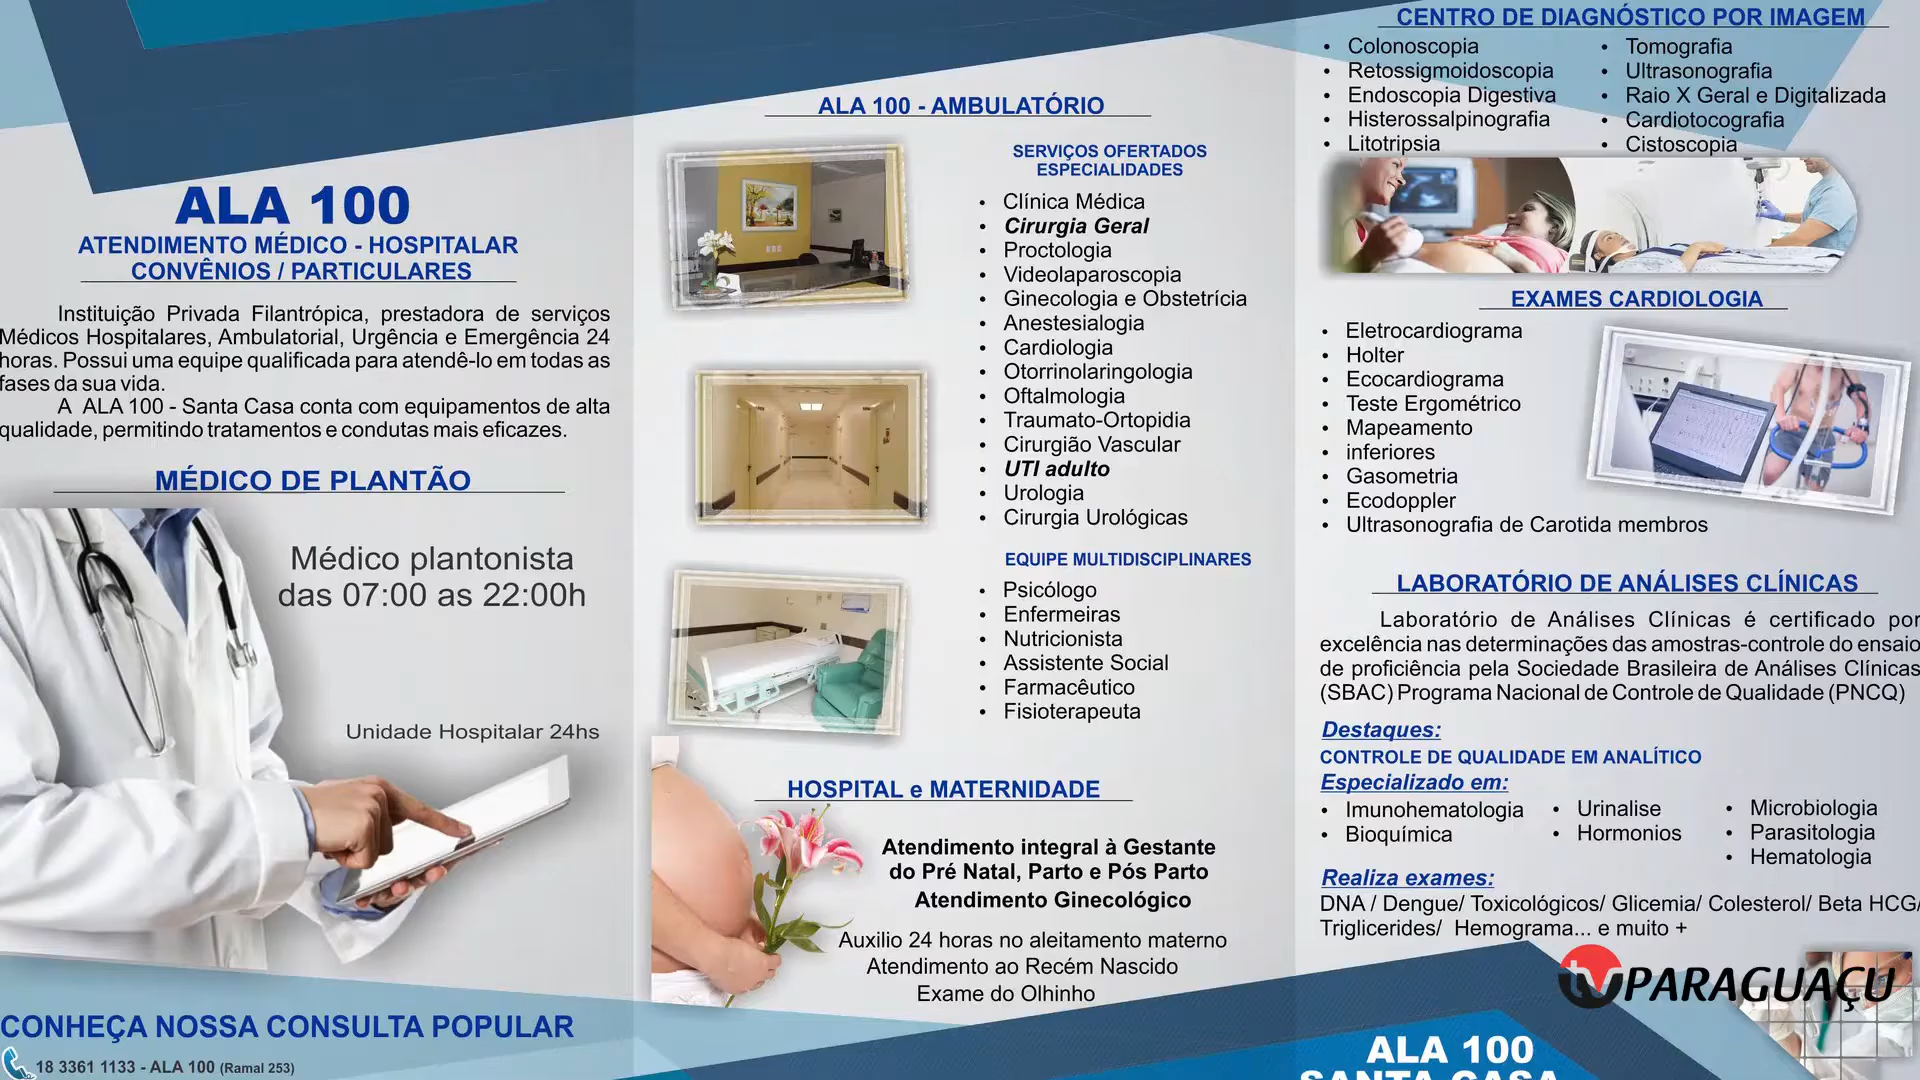 ALA 100
ATENDIMENTO MÉDICO - HOSPITALAR
CONVÊNIOS / PARTICULARES
Instituição Privada Filantrópica, prestadora de serviços
Médicos Hospitalares, Ambulatorial, Urgência e Emergência 24
horas. Possui uma equipe qualificada para atendê-lo em todas as
fases da sua vida.
A ALA 100 - Santa Casa conta com equipamentos de alta
qualidade, permitindo tratamentos e condutas mais eficazes.
MÉDICO DE PLANTÃO
Médico plantonista
das 07:00 as 22:00h
Unidade Hospitalar 24hs
CONHEÇA NOSSA CONSULTA POPULAR
18 3361 1133 - ALA 100 (Ramal 253)
ALA 100 - AMBULATÓRIO
SERVIÇOS OFERTADOS
ESPECIALIDADES
• Clínica Médica
• Cirurgia Geral
• Proctologia
• Videolaparoscopia
• Ginecologia e Obstetrícia
• Anestesialogia
• Cardiologia
• Otorrinolaringologia
• Oftalmologia
• Traumato-Ortopidia
• Cirurgião Vascular
• UTI adulto
• Urologia
• Cirurgia Urológicas
EQUIPE MULTIDISCIPLINARES
• Psicólogo
• Enfermeiras
• Nutricionista
• Assistente Social
• Farmacêutico
• Fisioterapeuta
HOSPITAL e MATERNIDADE
Atendimento integral à Gestante
do Pré Natal, Parto e Pós Parto
Atendimento Ginecológico
Auxilio 24 horas no aleitamento materno
Atendimento ao Recém Nascido
Exame do Olhinho
CENTRO DE DIAGNÓSTICO POR IMAGEM
• Colonoscopia
• Retossigmoidoscopia
• Endoscopia Digestiva
• Histerossalpinografia
• Litotripsia
• Tomografia
• Ultrasonografia
• Raio X Geral e Digitalizada
• Cardiotocografia
• Cistoscopia
EXAMES CARDIOLOGIA
• Eletrocardiograma
• Holter
• Ecocardiograma
• Teste Ergométrico
• Mapeamento
• inferiores
• Gasometria
• Ecodoppler
• Ultrasonografia de Carotida membros
LABORATÓRIO DE ANÁLISES CLÍNICAS
Laboratório de Análises Clínicas é certificado por
excelência nas determinações das amostras-controle do ensaio
de proficiência pela Sociedade Brasileira de Análises Clínicas
(SBAC) Programa Nacional de Controle de Qualidade (PNCQ)
Destaques:
CONTROLE DE QUALIDADE EM ANALÍTICO
Especializado em:
• Imunohematologia
• Bioquímica
• Urinalise
• Hormonios
• Microbiologia
• Parasitologia
• Hematologia
Realiza exames:
DNA / Dengue/ Toxicológicos/ Glicemia/ Colesterol/ Beta HCG/
Triglicerides/ Hemograma... e muito +
tv PARAGUAÇU
ALA 100
SANTA CASA